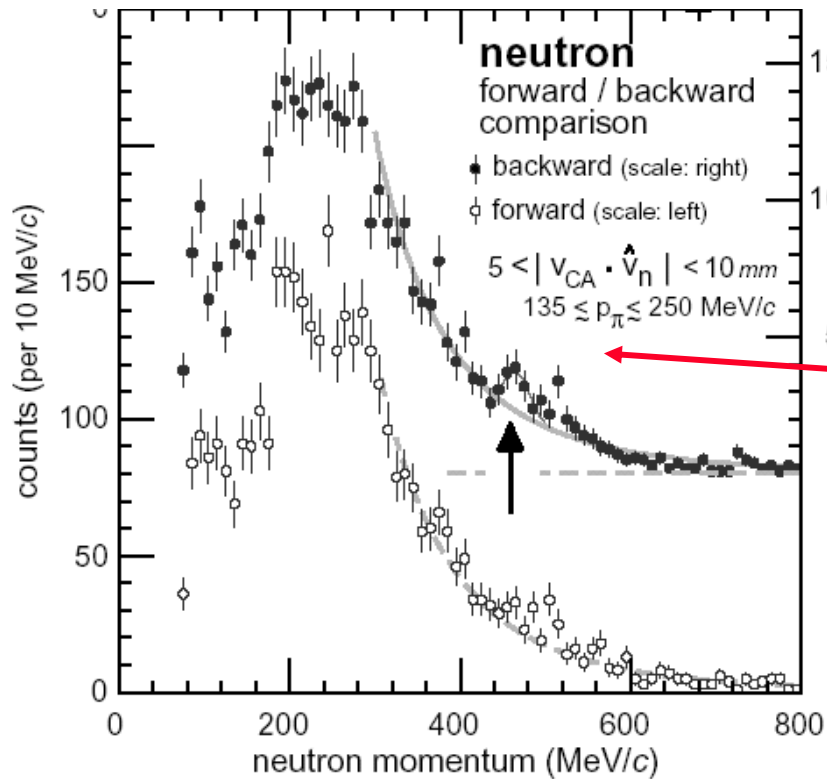 neutron
forward / backward
comparison
backward (scale: right)
forward (scale: left)
5 < | v_CA · v̂_n | < 10 mm
135 ≲ p_π ≲ 250 MeV/c
counts (per 10 MeV/c)
150
100
50
0
0 200 400 600 800
neutron momentum (MeV/c)